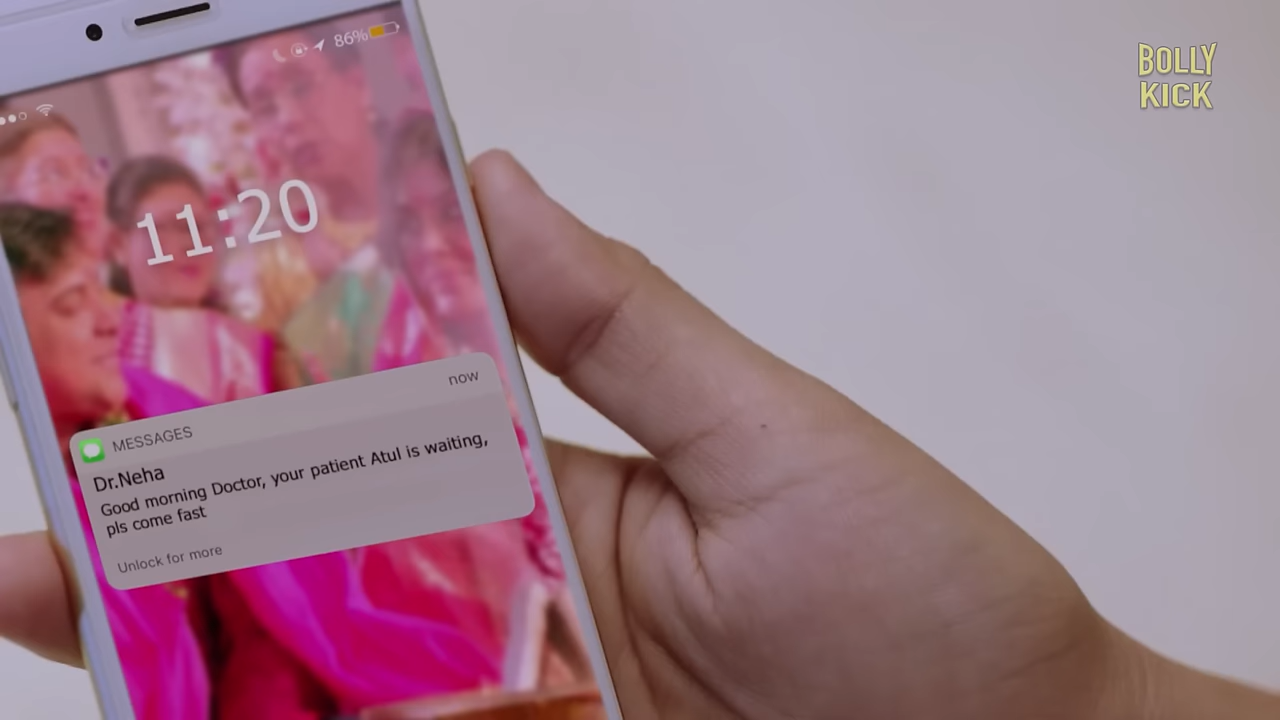 BOLLY
KICK
86%
11:20
now
MESSAGES
Dr.Neha
Good morning Doctor, your patient Atul is waiting,
pls come fast
Unlock for more